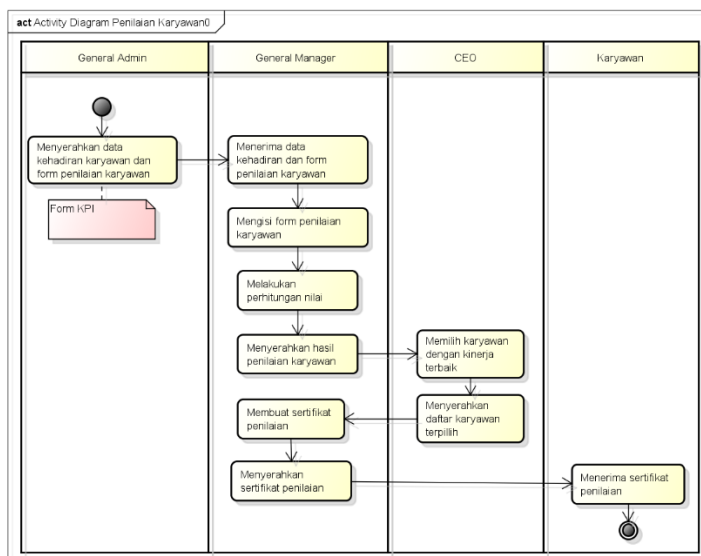 act Activity Diagram Penilaian Karyawan0
General Admin
General Manager
CEO
Karyawan
Menyerahkan data
kehadiran karyawan dan
form penilaian karyawan
Form KPI
Menerima data
kehadiran dan form
penilaian karyawan
Mengisi form penilaian
karyawan
Melakukan
perhitungan nilai
Menyerahkan hasil
penilaian karyawan
Memilih karyawan
dengan kinerja
terbaik
Menyerahkan
daftar karyawan
terpillih
Membuat sertifikat
penilaian
Menyerahkan
sertifikat penilaian
Menerima sertifikat
penilaian